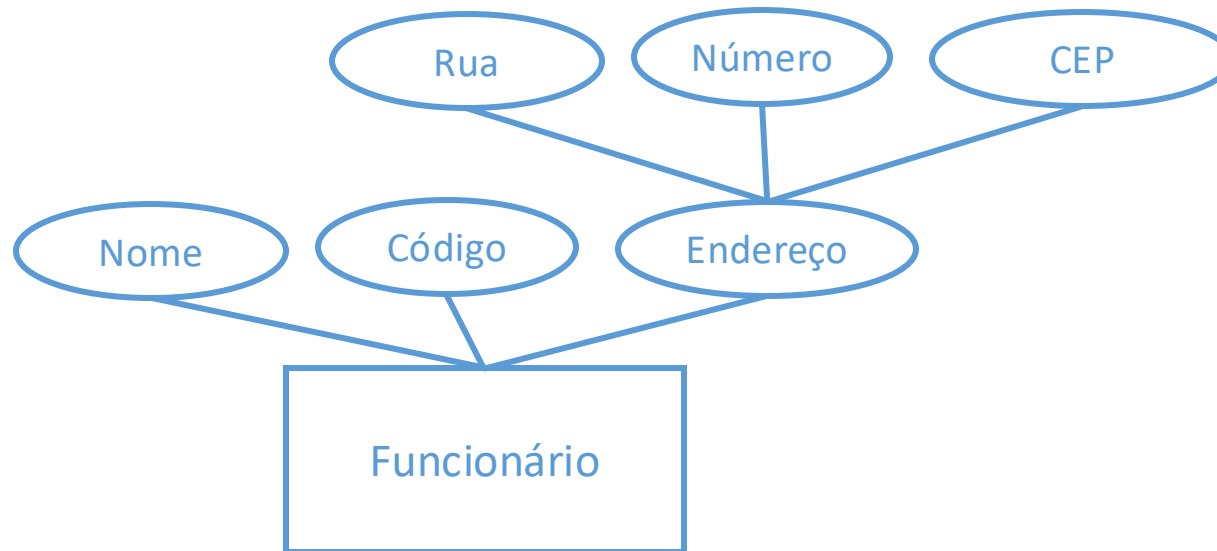 Rua
Número
CEP
Nome
Código
Endereço
Funcionário